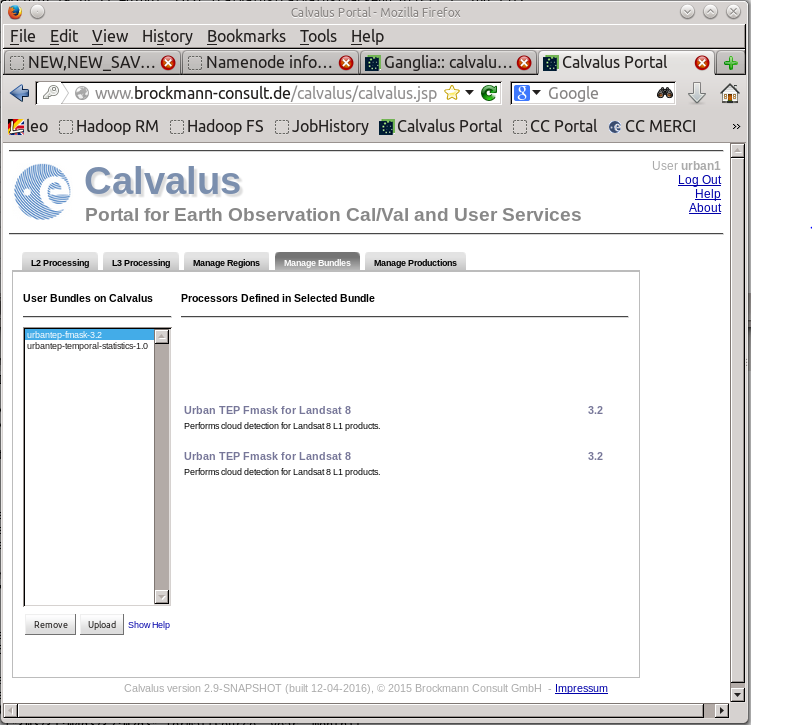 Calvalus Portal - Mozilla Firefox
File Edit View History Bookmarks Tools Help
NEW,NEW_SAV... Namenode info... Ganglia:: calvalu... Calvalus Portal
www.brockmann-consult.de/calvalus/calvalus.jsp Google
leo Hadoop RM Hadoop FS JobHistory Calvalus Portal CC Portal CC MERCI »
User urban1
Calvalus
Log Out
Help
About
Portal for Earth Observation Cal/Val and User Services
L2 Processing L3 Processing Manage Regions Manage Bundles Manage Productions
User Bundles on Calvalus Processors Defined in Selected Bundle
urbantep-fmask-3.2
urbantep-temporal-statistics-1.0
Urban TEP Fmask for Landsat 8 3.2
Performs cloud detection for Landsat 8 L1 products.
Urban TEP Fmask for Landsat 8 3.2
Performs cloud detection for Landsat 8 L1 products.
Remove Upload Show Help
Calvalus version 2.9-SNAPSHOT (built 12-04-2016), © 2015 Brockmann Consult GmbH - Impressum